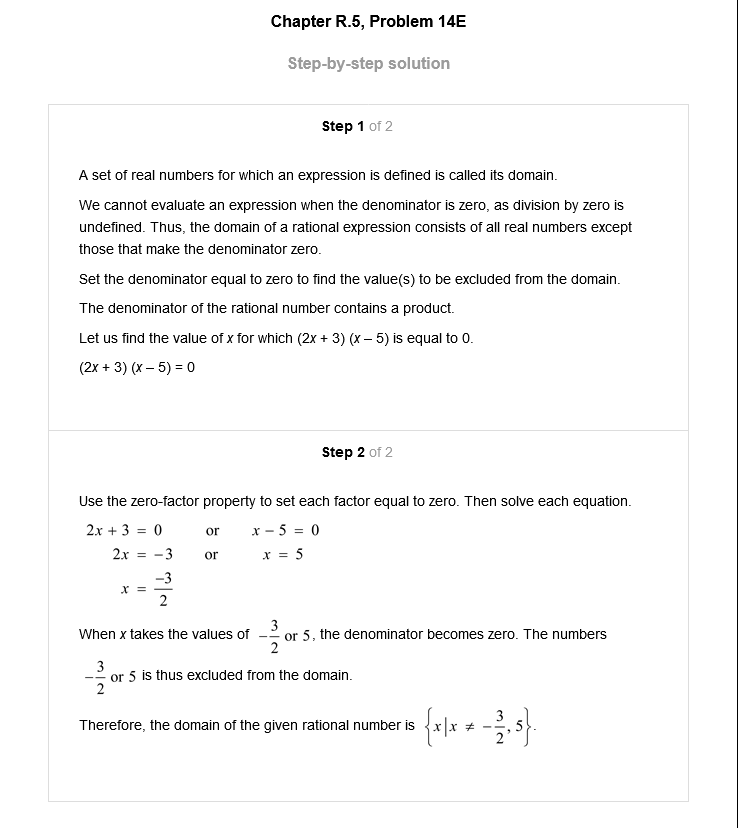 Chapter R.5, Problem 14E
Step-by-step solution
Step 1 of 2
A set of real numbers for which an expression is defined is called its domain.
We cannot evaluate an expression when the denominator is zero, as division by zero is
undefined. Thus, the domain of a rational expression consists of all real numbers except
those that make the denominator zero.
Set the denominator equal to zero to find the value(s) to be excluded from the domain.
The denominator of the rational number contains a product.
Let us find the value of x for which (2x + 3) (x – 5) is equal to 0.
(2x + 3) (x – 5) = 0
Step 2 of 2
Use the zero-factor property to set each factor equal to zero. Then solve each equation.
2x + 3 = 0 or x − 5 = 0
2x = −3 or x = 5
x = −3/2
When x takes the values of −3/2 or 5, the denominator becomes zero. The numbers
−3/2 or 5 is thus excluded from the domain.
Therefore, the domain of the given rational number is {x|x ≠ −3/2, 5}.